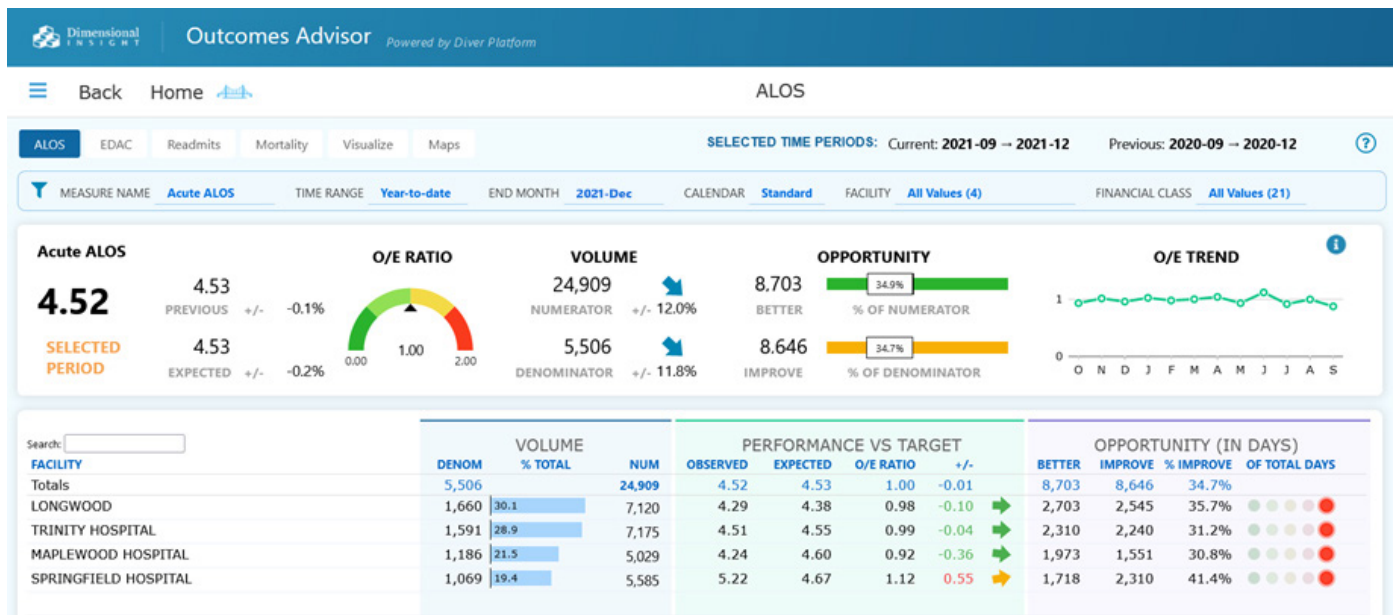 Dimensional INSIGHT Outcomes Advisor Powered by Diver Platform
Back Home ALOS
ALOS EDAC Readmits Mortality Visualize Maps SELECTED TIME PERIODS: Current: 2021-09 → 2021-12 Previous: 2020-09 → 2020-12 ?
MEASURE NAME Acute ALOS TIME RANGE Year-to-date END MONTH 2021-Dec CALENDAR Standard FACILITY All Values (4) FINANCIAL CLASS All Values (21)
Acute ALOS O/E RATIO VOLUME OPPORTUNITY O/E TREND i
4.52 4.53 24,909 8.703 34.9% 1
PREVIOUS +/- -0.1% NUMERATOR +/- 12.0% BETTER % OF NUMERATOR
SELECTED PERIOD 4.53 0.00 1.00 2.00 5,506 8.646 34.7% 0
EXPECTED +/- -0.2% DENOMINATOR +/- 11.8% IMPROVE % OF DENOMINATOR O N D J F M A M J J A S
Search: VOLUME PERFORMANCE VS TARGET OPPORTUNITY (IN DAYS)
FACILITY DENOM % TOTAL NUM OBSERVED EXPECTED O/E RATIO +/- BETTER IMPROVE % IMPROVE OF TOTAL DAYS
Totals 5,506 24,909 4.52 4.53 1.00 -0.01 8,703 8,646 34.7%
LONGWOOD 1,660 30.1 7,120 4.29 4.38 0.98 -0.10 2,703 2,545 35.7%
TRINITY HOSPITAL 1,591 28.9 7,175 4.51 4.55 0.99 -0.04 2,310 2,240 31.2%
MAPLEWOOD HOSPITAL 1,186 21.5 5,029 4.24 4.60 0.92 -0.36 1,973 1,551 30.8%
SPRINGFIELD HOSPITAL 1,069 19.4 5,585 5.22 4.67 1.12 0.55 1,718 2,310 41.4%